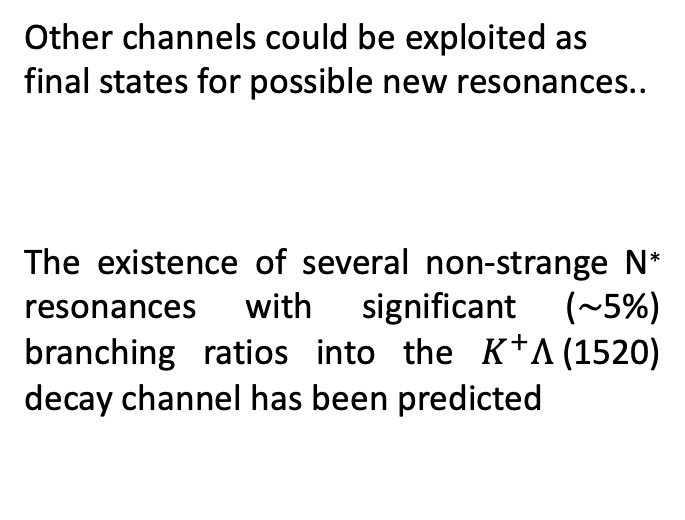 Other channels could be exploited as
final states for possible new resonances..
The existence of several non-strange N*
resonances with significant (~5%)
branching ratios into the K⁺Λ (1520)
decay channel has been predicted